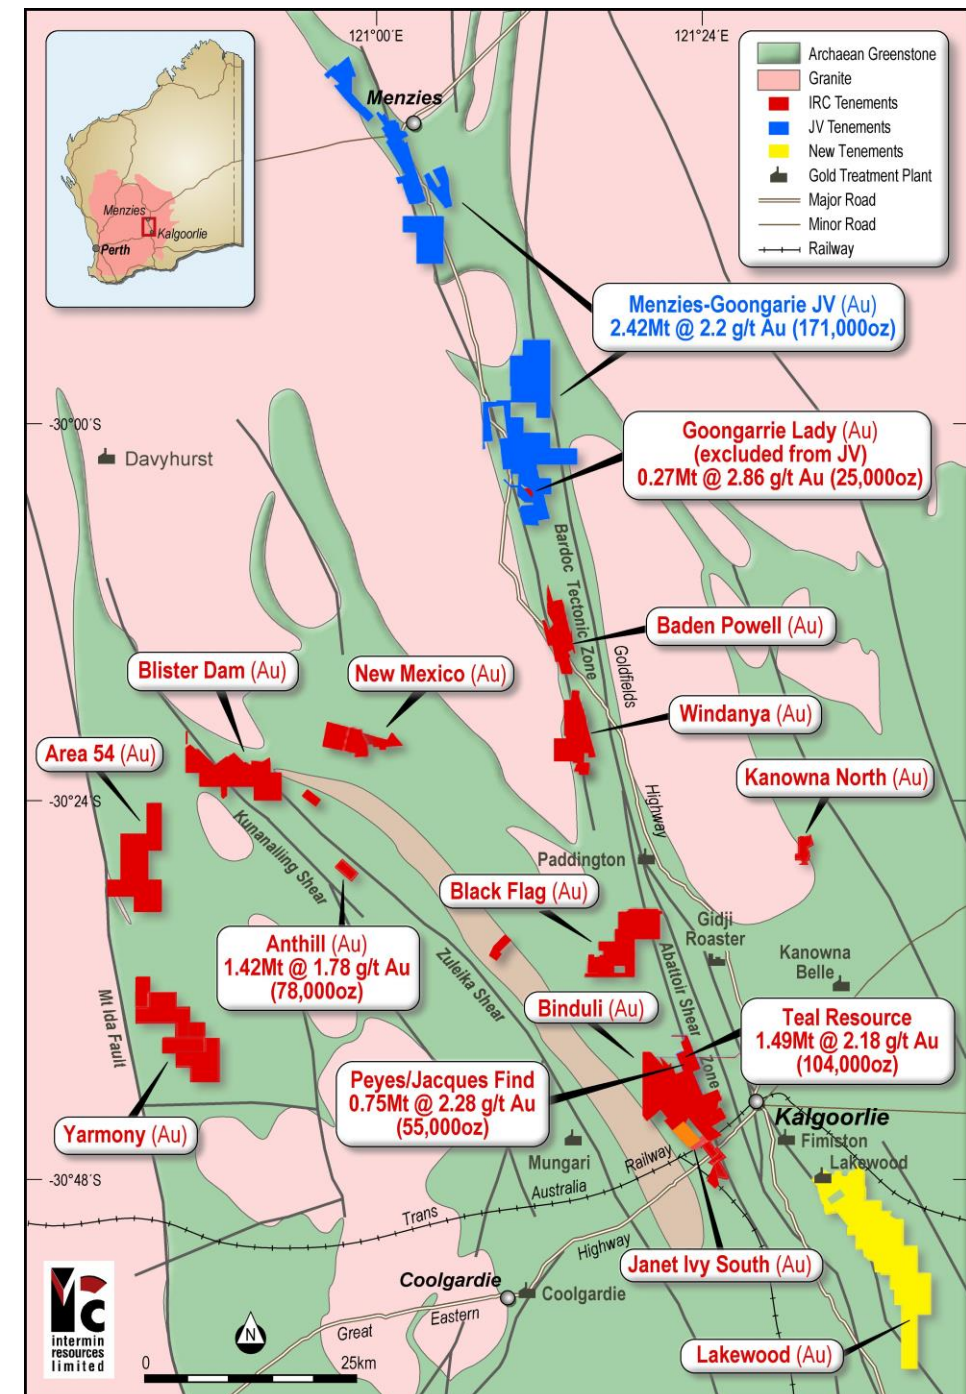 121°00´E
121°24´E
Archaean Greenstone
Granite
IRC Tenements
JV Tenements
New Tenements
Gold Treatment Plant
Major Road
Minor Road
Railway
Menzies
Kalgoorlie
Perth
Menzies
Menzies-Goongarie JV (Au)
2.42Mt @ 2.2 g/t Au (171,000oz)
-30°00´S
Davyhurst
Goongarrie Lady (Au)
(excluded from JV)
0.27Mt @ 2.86 g/t Au (25,000oz)
Bardoc Tectonic Zone
Baden Powell (Au)
Goldfields
Highway
Blister Dam (Au)
New Mexico (Au)
Windanya (Au)
Area 54 (Au)
Kanowna North (Au)
-30°24´S
Kunanalling Shear
Paddington
Black Flag (Au)
Anthill (Au)
1.42Mt @ 1.78 g/t Au
(78,000oz)
Zuleika Shear
Abattoir Shear
Zone
Gidji
Roaster
Kanowna
Belle
Mt Ida Fault
Binduli (Au)
Teal Resource
1.49Mt @ 2.18 g/t Au
(104,000oz)
Peyes/Jacques Find
0.75Mt @ 2.28 g/t Au
(55,000oz)
Yarmony (Au)
Kalgoorlie
Fimiston
Lakewood
Mungari
-30°48´S
Trans
Australia
Railway
Janet Ivy South (Au)
Coolgardie
Coolgardie
Great
Eastern
Highway
Lakewood (Au)
intermin
resources
limited
N
0
25km